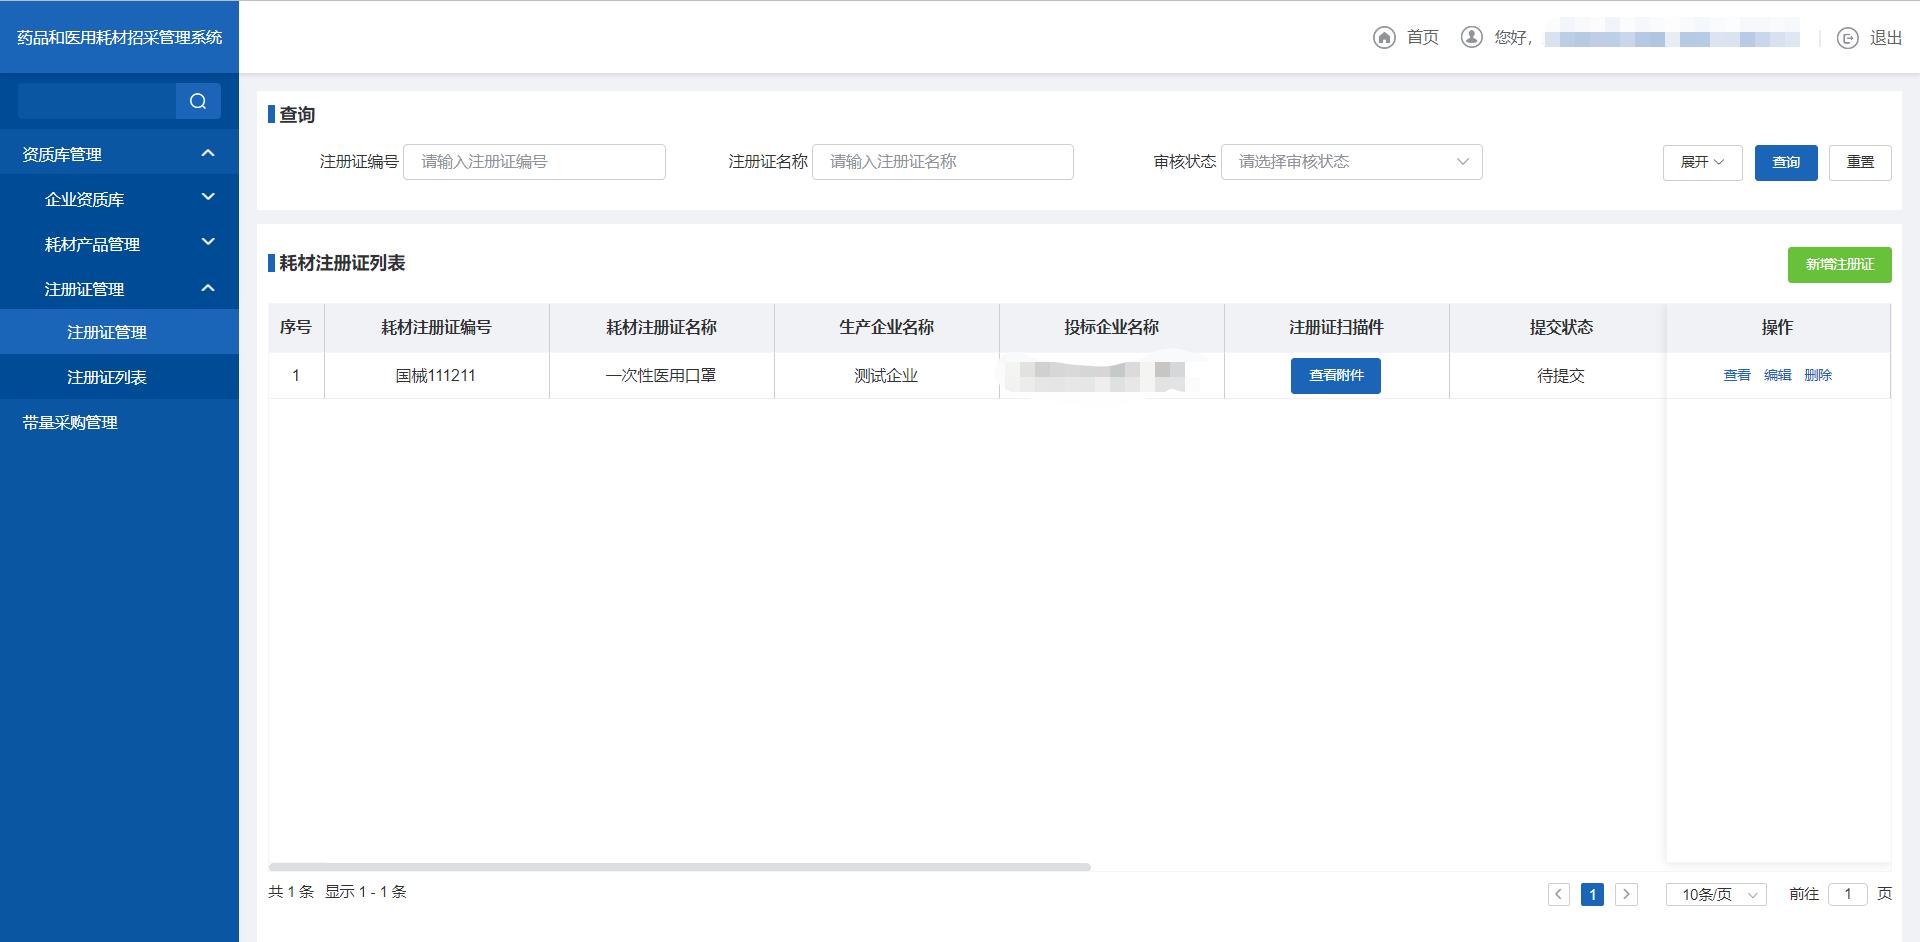 药品和医用耗材招采管理系统
首页 您好, 退出
资质库管理
企业资质库
耗材产品管理
注册证管理
注册证管理
注册证列表
带量采购管理
查询
注册证编号 请输入注册证编号 注册证名称 请输入注册证名称 审核状态 请选择审核状态 展开 查询 重置
耗材注册证列表 新增注册证
序号 耗材注册证编号 耗材注册证名称 生产企业名称 投标企业名称 注册证扫描件 提交状态 操作
1 国械111211 一次性医用口罩 测试企业 查看附件 待提交 查看 编辑 删除
共 1 条 显示 1 - 1 条 1 10条/页 前往 1 页